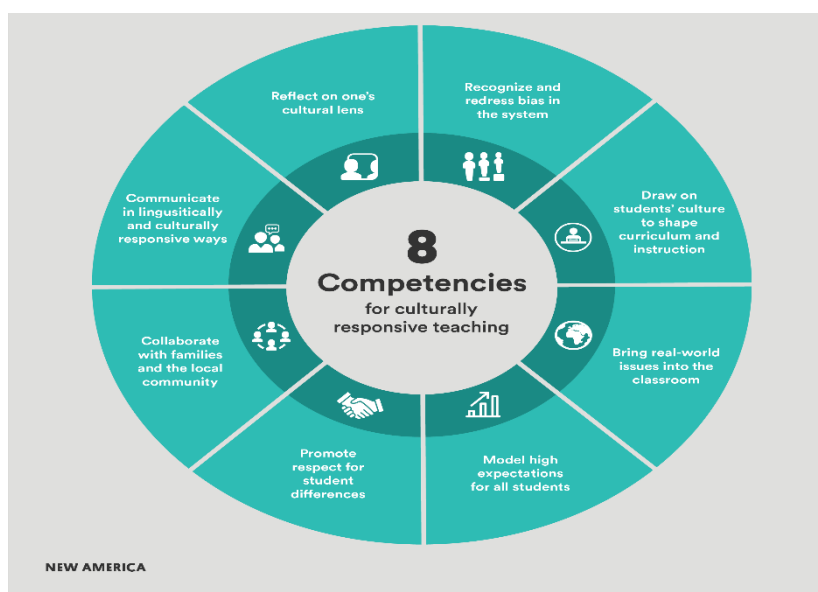 8
Competencies
for culturally
responsive teaching
Reflect on one's
cultural lens
Recognize and
redress bias in
the system
Draw on
students' culture
to shape
curriculum and
instruction
Bring real-world
issues into the
classroom
Model high
expectations
for all students
Promote
respect for
student
differences
Collaborate
with families
and the local
community
Communicate
in lingusitically
and culturally
responsive ways
NEW AMERICA